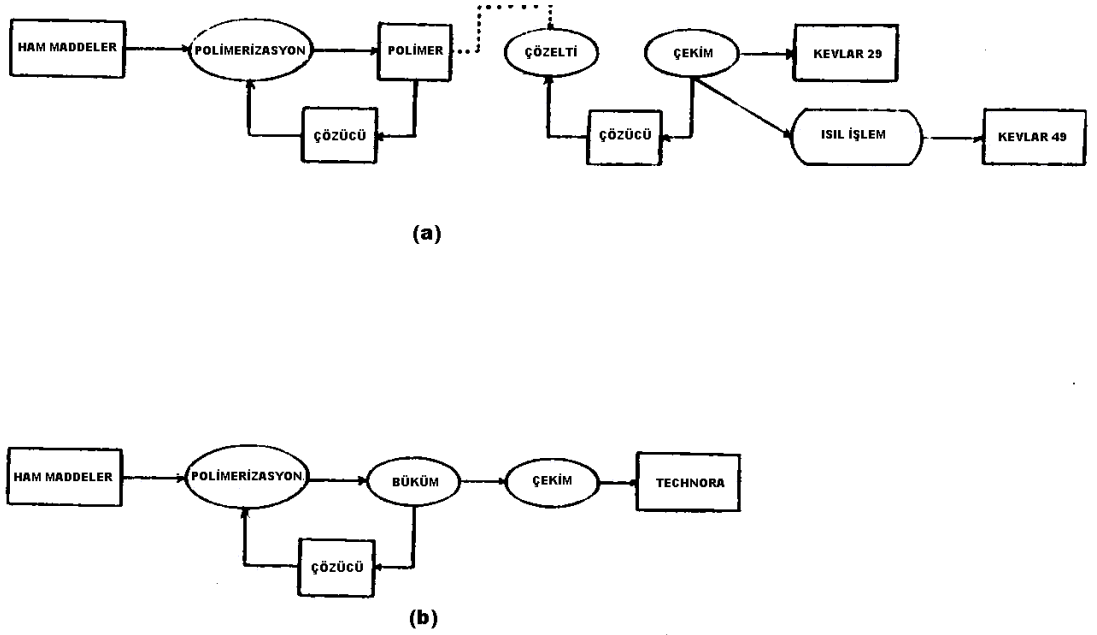 HAM MADDELER
POLİMERİZASYON
POLİMER
ÇÖZÜCÜ
ÇÖZELTİ
ÇÖZÜCÜ
ÇEKİM
KEVLAR 29
ISIL İŞLEM
KEVLAR 49
(a)
HAM MADDELER
POLİMERİZASYON
BÜKÜM
ÇEKİM
TECHNORA
ÇÖZÜCÜ
(b)